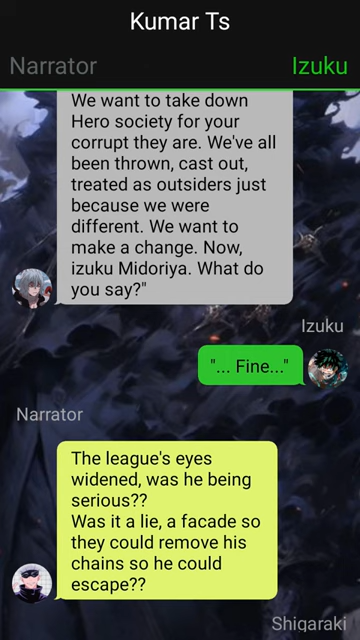 Kumar Ts
Narrator
Izuku
We want to take down
Hero society for your
corrupt they are. We've all
been thrown, cast out,
treated as outsiders just
because we were
different. We want to
make a change. Now,
izuku Midoriya. What do
you say?"
Izuku
"... Fine..."
Narrator
The league's eyes
widened, was he being
serious??
Was it a lie, a facade so
they could remove his
chains so he could
escape??
Shigaraki